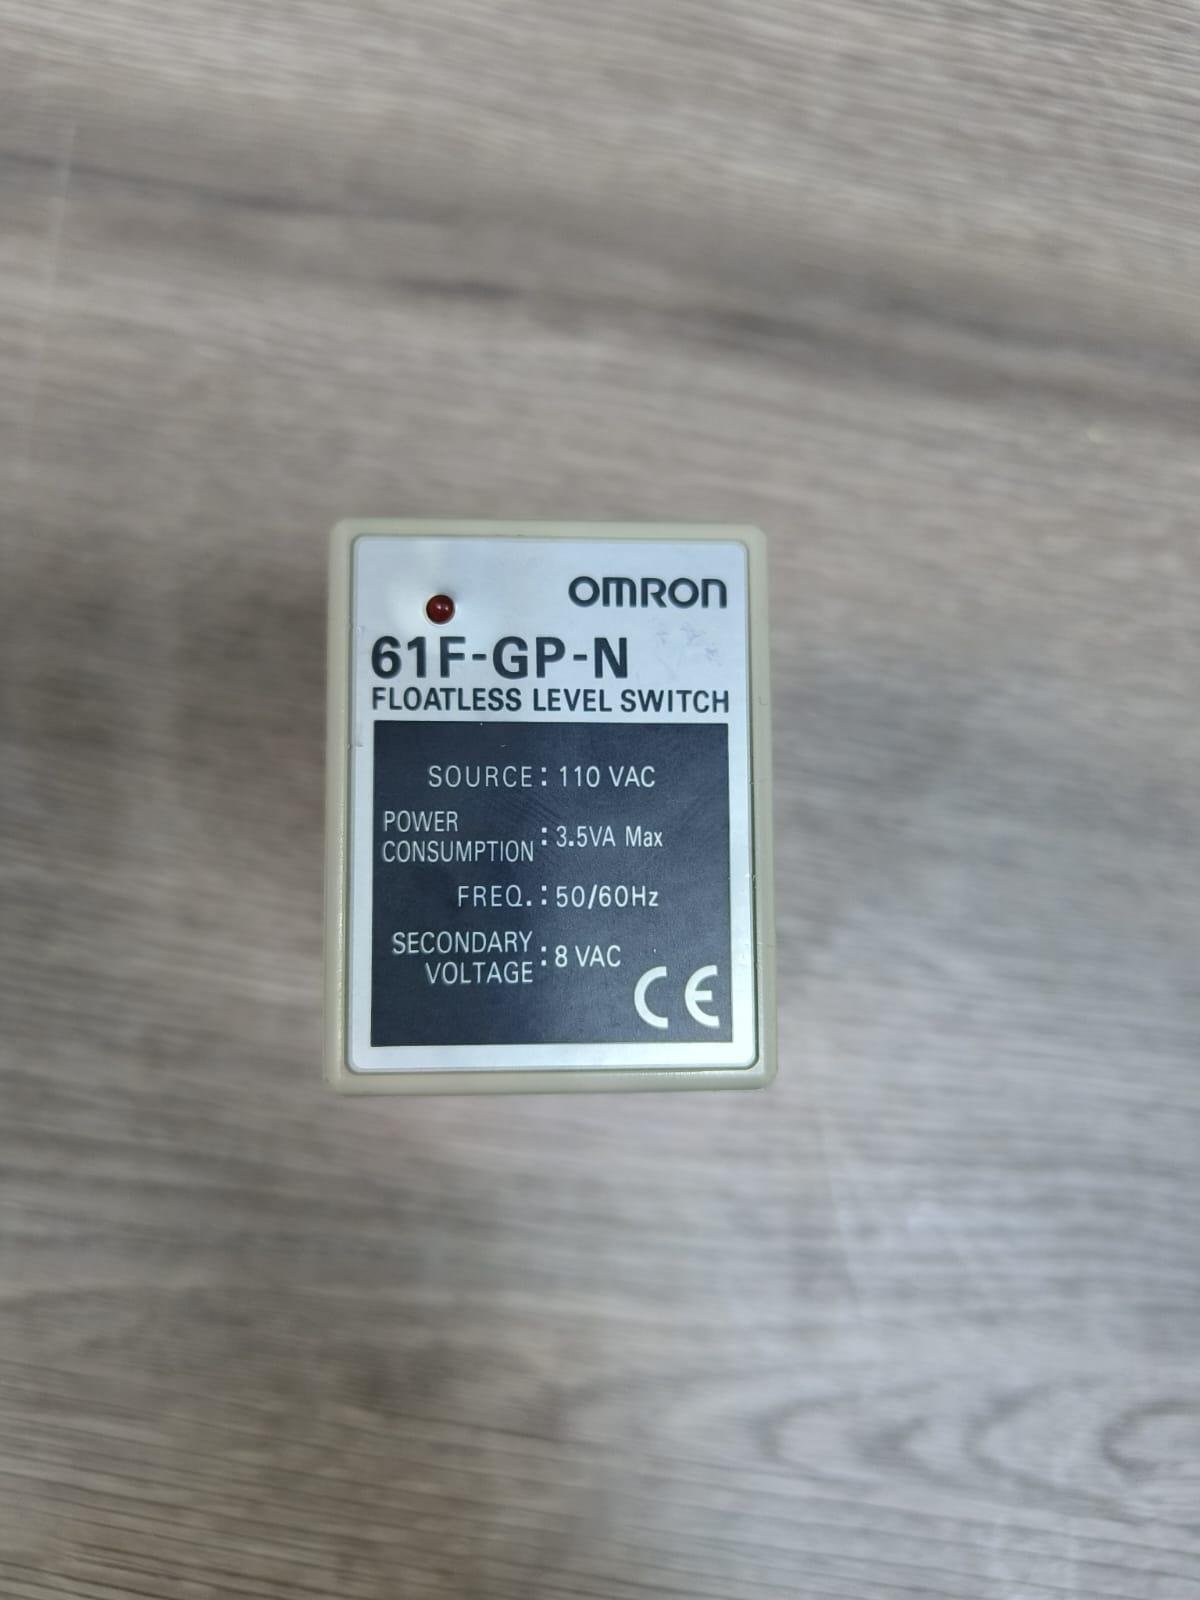 OMRON
61F-GP-N
FLOATLESS LEVEL SWITCH
SOURCE: 110 VAC
POWER CONSUMPTION: 3.5VA Max
FREQ.: 50/60Hz
SECONDARY VOLTAGE: 8 VAC
CE